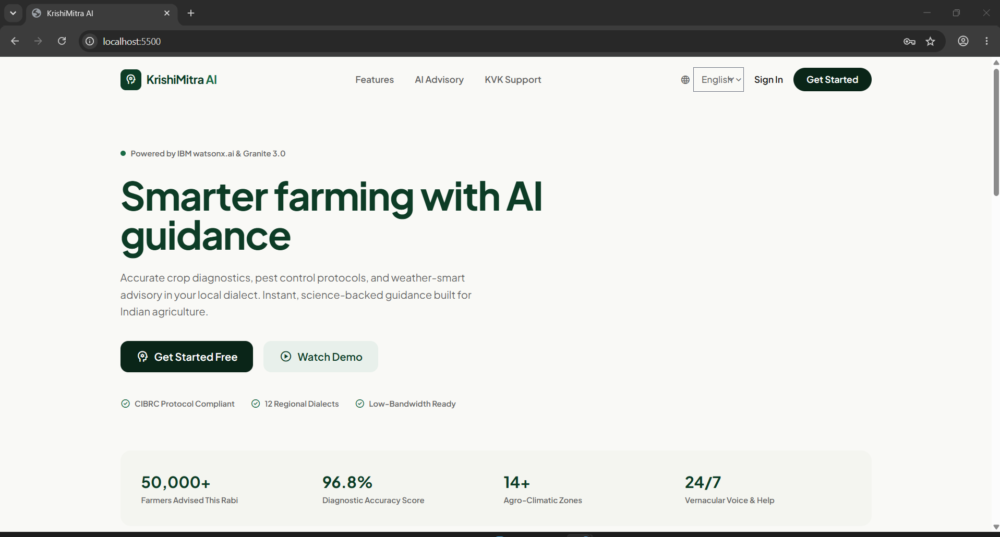 KrishiMitra AI
localhost:5500
KrishiMitra AI
Features
AI Advisory
KVK Support
English
Sign In
Get Started
Powered by IBM watsonx.ai & Granite 3.0
Smarter farming with AI
guidance
Accurate crop diagnostics, pest control protocols, and weather-smart
advisory in your local dialect. Instant, science-backed guidance built for
Indian agriculture.
Get Started Free
Watch Demo
CIBRC Protocol Compliant
12 Regional Dialects
Low-Bandwidth Ready
50,000+
Farmers Advised This Rabi
96.8%
Diagnostic Accuracy Score
14+
Agro-Climatic Zones
24/7
Vernacular Voice & Help